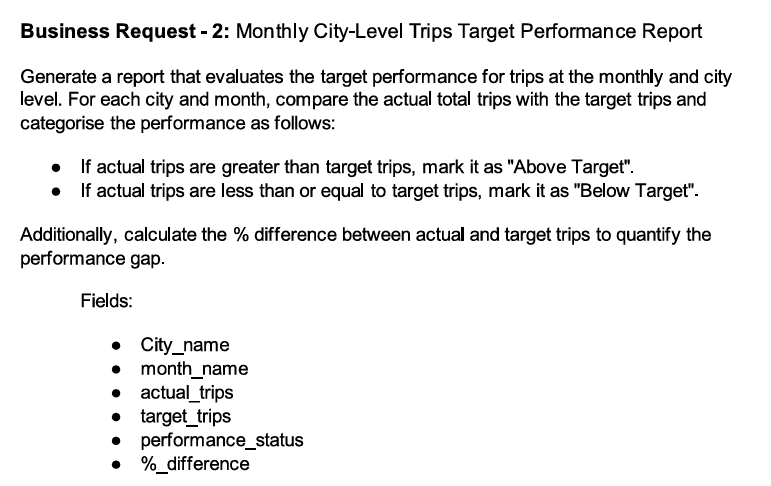 Business Request - 2: Monthly City-Level Trips Target Performance Report
Generate a report that evaluates the target performance for trips at the monthly and city
level. For each city and month, compare the actual total trips with the target trips and
categorise the performance as follows:
● If actual trips are greater than target trips, mark it as "Above Target".
● If actual trips are less than or equal to target trips, mark it as "Below Target".
Additionally, calculate the % difference between actual and target trips to quantify the
performance gap.
Fields:
● City_name
● month_name
● actual_trips
● target_trips
● performance_status
● %_difference